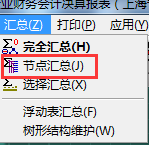 业财务会计决算报表（上海
汇总(Z) 打印(P) 应用(
完全汇总(H)
节点汇总(J)
选择汇总(X)
浮动表汇总(F)
树形结构维护(W)